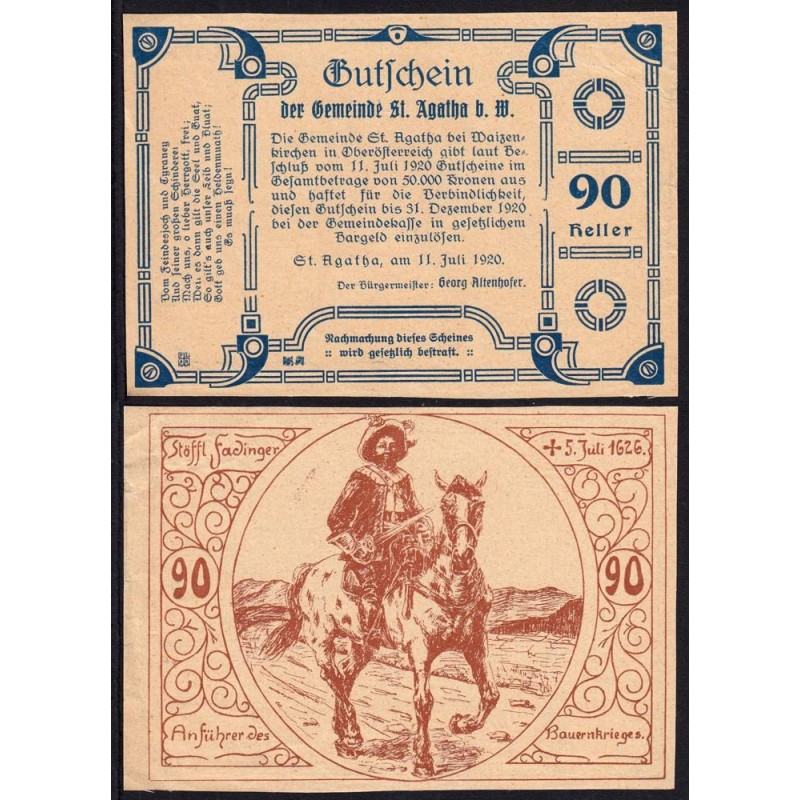 Gutschein
der Gemeinde St. Agatha b. W.
Die Gemeinde St. Agatha bei Waizen-
kirchen in Oberösterreich gibt laut Be-
schluß vom 11. Juli 1920 Gutscheine im
Gesamtbetrage von 50.000 Kronen aus
und haftet für die Verbindlichkeit,
diesen Gutschein bis 31. Dezember 1920
bei der Gemeindekasse in gesetzlichem
Bargeld einzulösen.
St. Agatha, am 11. Juli 1920.
Der Bürgermeister: Georg Altenhofer.
Nachmachung dieses Scheines
:: wird gesetzlich bestraft. ::
Vom Feindesjoch und Tyraney
Und seiner großen Schinderei
Mach uns, o lieber Herrgott, frei;
Weil es dann gilt die Seel und Guat,
So gilt's auch unser Leib und Bluat;
Gott geb uns einen Heldenmuath!
Es muaß seyn!
90
Heller
Stöffl Fadinger
+ 5. Juli 1626.
90
90
Anführer des
Bauernkrieges.